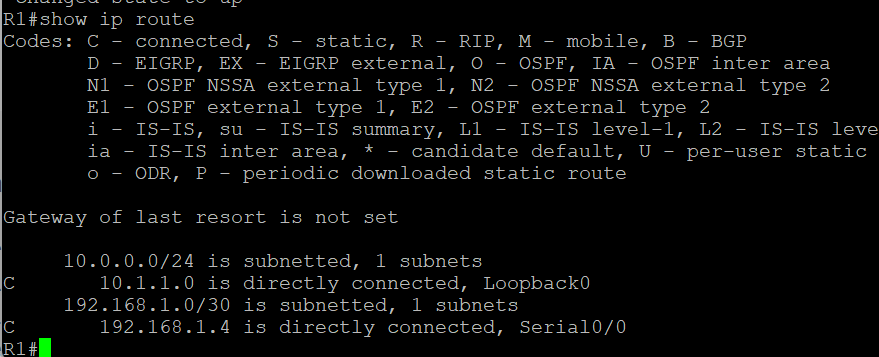 changed state to up
R1#show ip route
Codes: C - connected, S - static, R - RIP, M - mobile, B - BGP
       D - EIGRP, EX - EIGRP external, O - OSPF, IA - OSPF inter area
       N1 - OSPF NSSA external type 1, N2 - OSPF NSSA external type 2
       E1 - OSPF external type 1, E2 - OSPF external type 2
       i - IS-IS, su - IS-IS summary, L1 - IS-IS level-1, L2 - IS-IS leve
       ia - IS-IS inter area, * - candidate default, U - per-user static
       o - ODR, P - periodic downloaded static route
Gateway of last resort is not set
     10.0.0.0/24 is subnetted, 1 subnets
C       10.1.1.0 is directly connected, Loopback0
     192.168.1.0/30 is subnetted, 1 subnets
C       192.168.1.4 is directly connected, Serial0/0
R1#